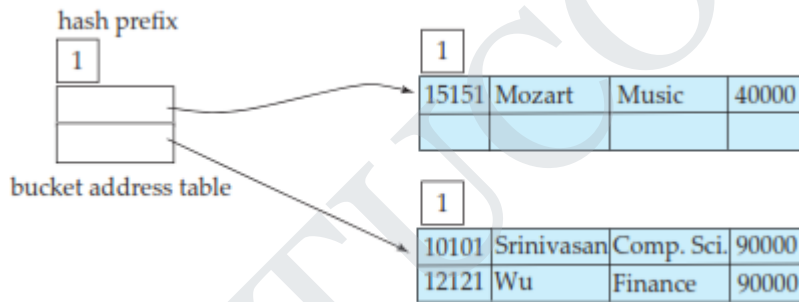 hash prefix
1
bucket address table
1
15151 Mozart Music 40000
1
10101 Srinivasan Comp. Sci. 90000
12121 Wu Finance 90000